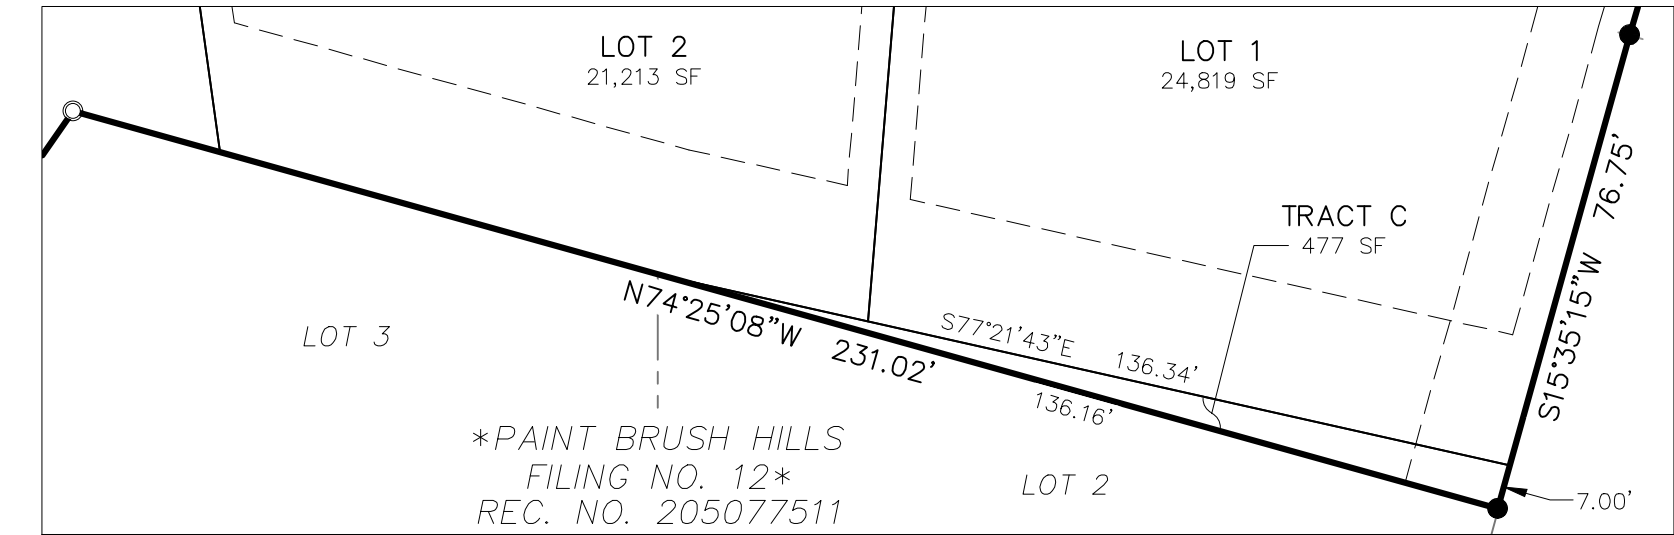 LOT 2
21,213 SF
LOT 1
24,819 SF
76.75'
TRACT C
477 SF
S15°35'15"W
N74°25'08"W 231.02'
S77°21'43"E 136.34'
136.16'
LOT 3
*PAINT BRUSH HILLS
FILING NO. 12*
REC. NO. 205077511
LOT 2
7.00'